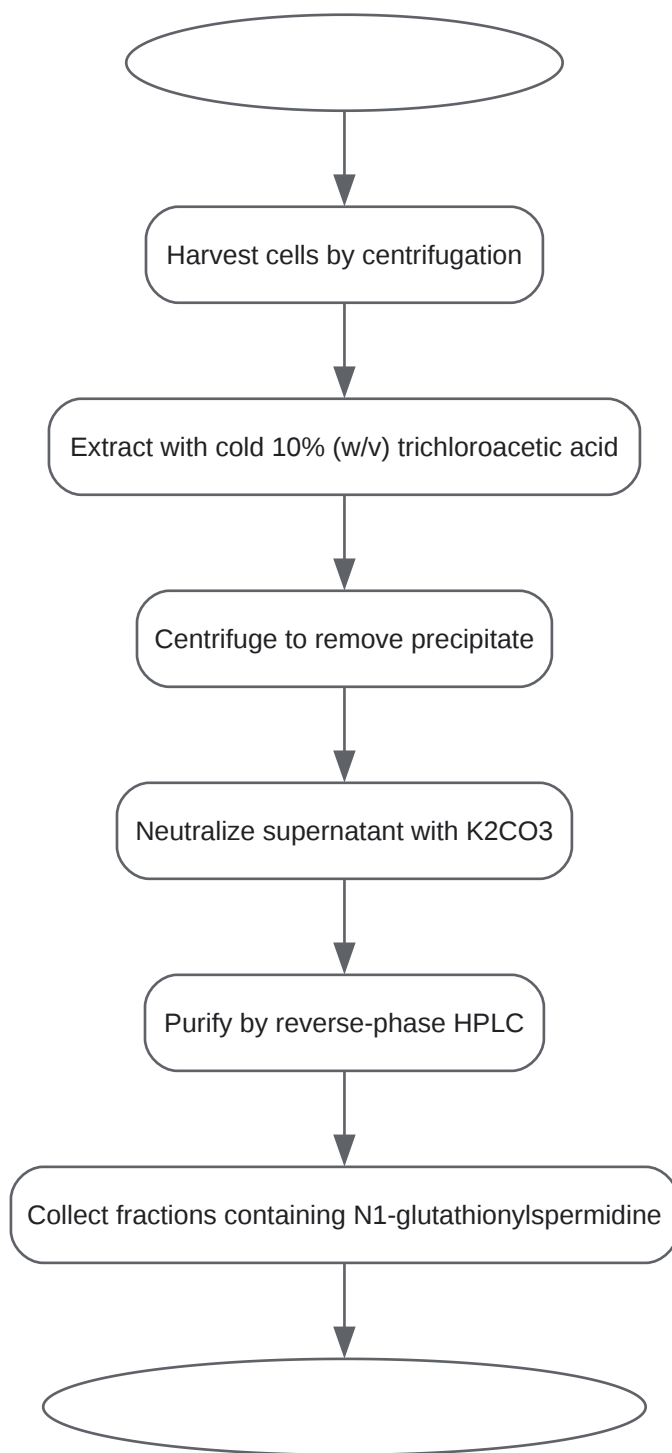 Harvest cells by centrifugation
Extract with cold 10% (w/v) trichloroacetic acid
Centrifuge to remove precipitate
Neutralize supernatant with K2CO3
Purify by reverse-phase HPLC
Collect fractions containing N1-glutathionylspermidine